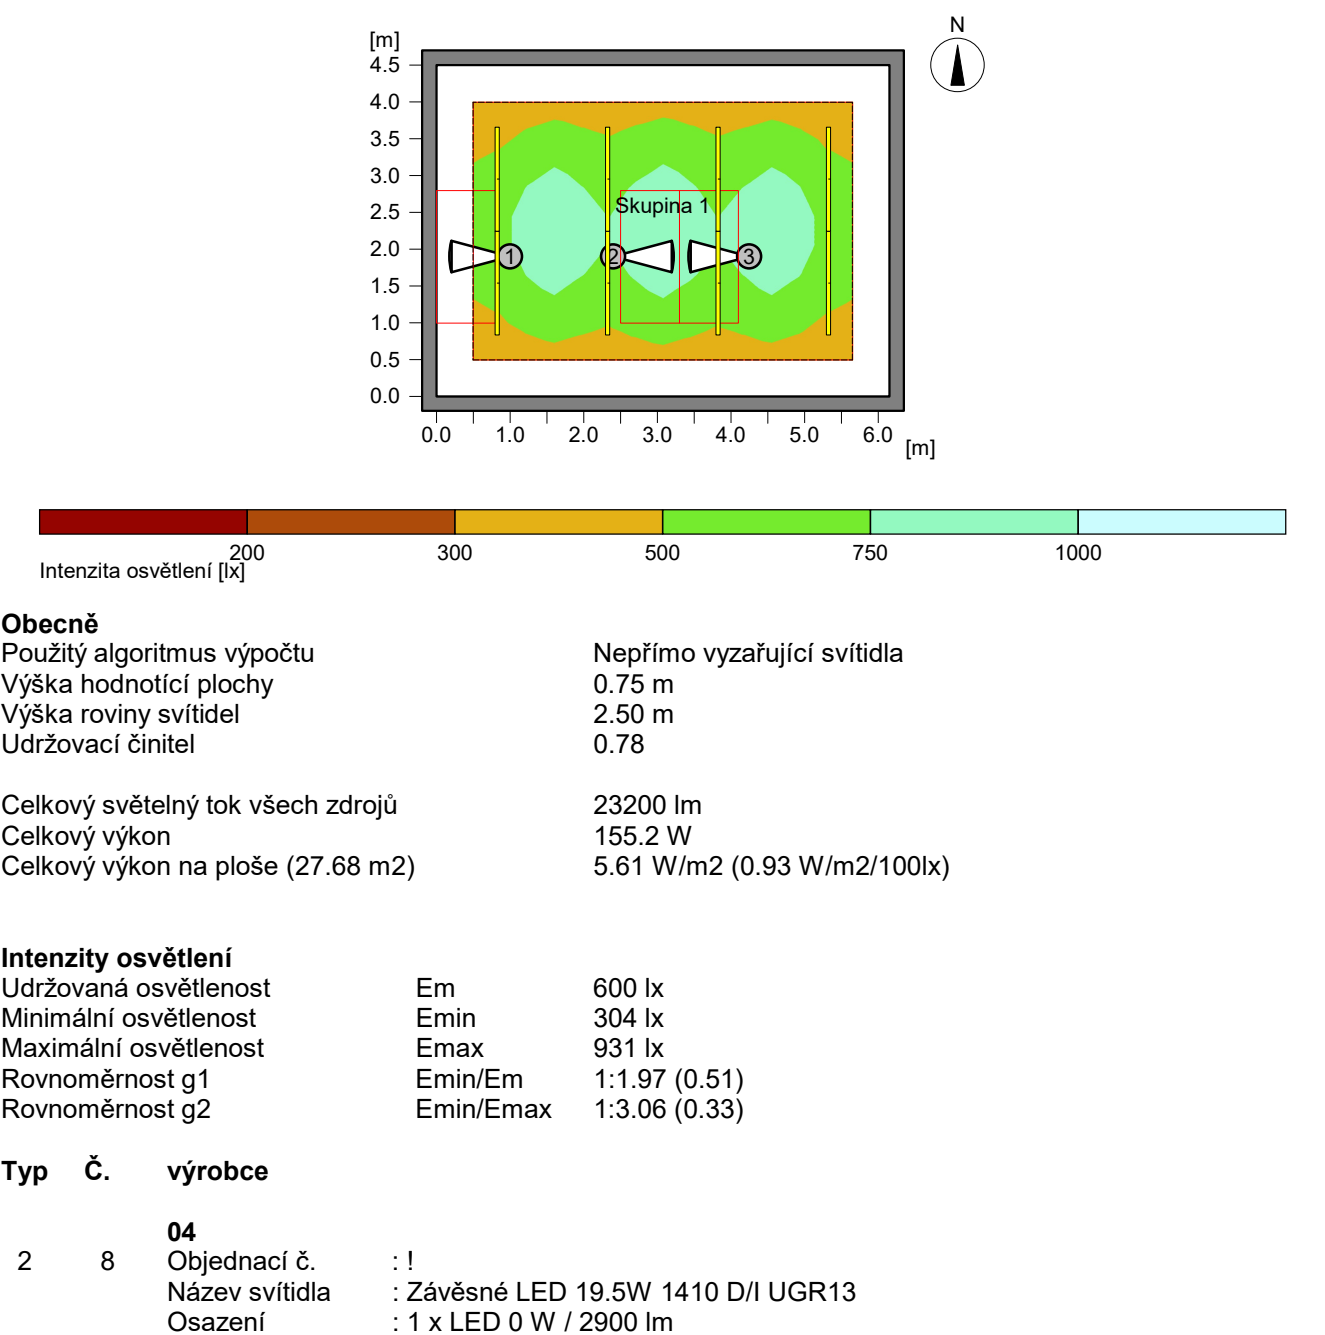 N
[m]
4.5
4.0
3.5
3.0
2.5
2.0
1.5
1.0
0.5
0.0
Skupina 1
1
2
3
0.0 1.0 2.0 3.0 4.0 5.0 6.0 [m]
200 300 500 750 1000
Intenzita osvětlení [lx]
Obecně
Použitý algoritmus výpočtu Nepřímo vyzařující svítidla
Výška hodnotící plochy 0.75 m
Výška roviny svítidel 2.50 m
Udržovací činitel 0.78
Celkový světelný tok všech zdrojů 23200 lm
Celkový výkon 155.2 W
Celkový výkon na ploše (27.68 m2) 5.61 W/m2 (0.93 W/m2/100lx)
Intenzity osvětlení
Udržovaná osvětlenost Em 600 lx
Minimální osvětlenost Emin 304 lx
Maximální osvětlenost Emax 931 lx
Rovnoměrnost g1 Emin/Em 1:1.97 (0.51)
Rovnoměrnost g2 Emin/Emax 1:3.06 (0.33)
Typ Č. výrobce
04
2 8 Objednací č. : !
Název svítidla : Závěsné LED 19.5W 1410 D/I UGR13
Osazení : 1 x LED 0 W / 2900 lm